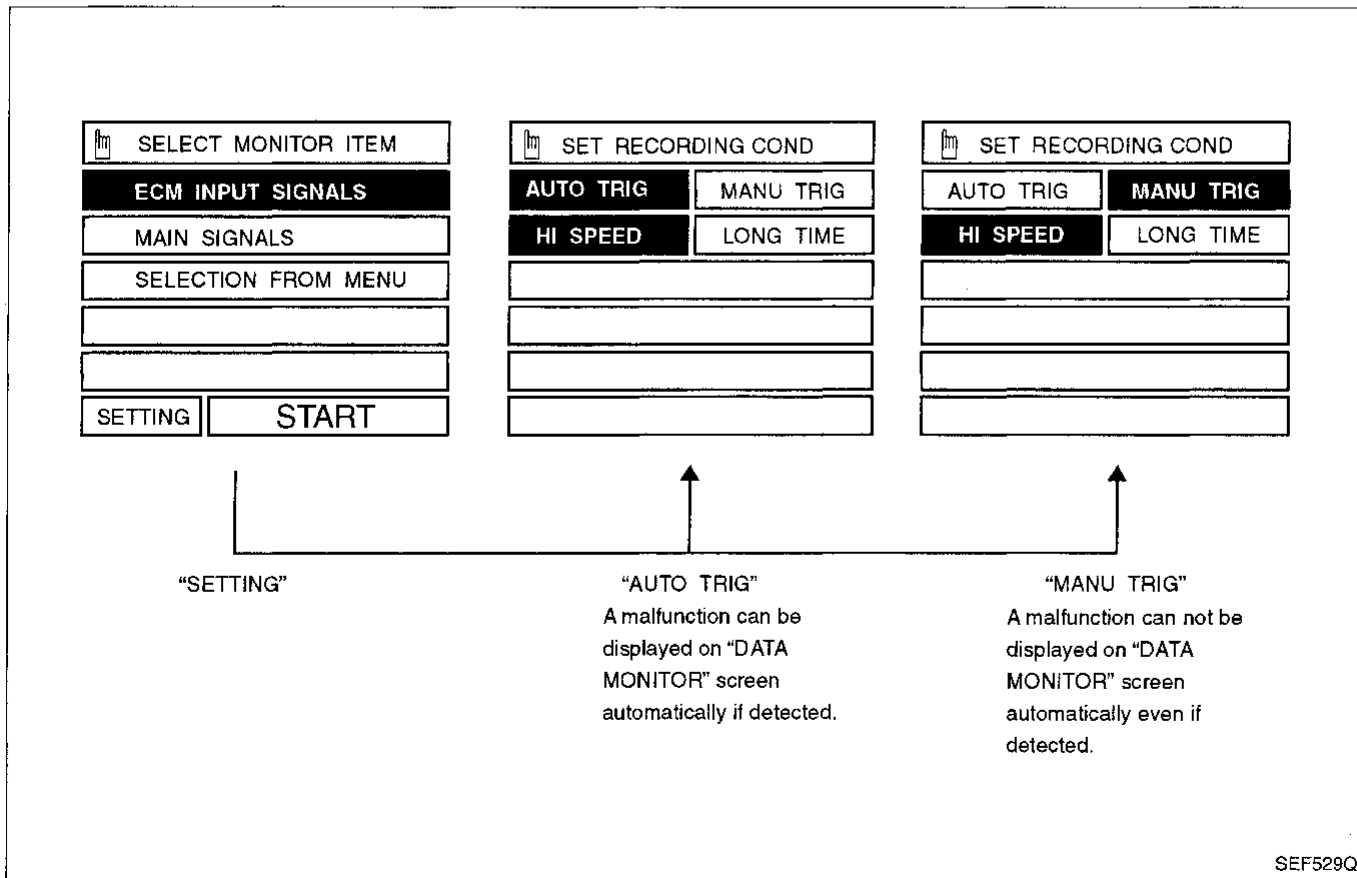 SELECT MONITOR ITEM
ECM INPUT SIGNALS
MAIN SIGNALS
SELECTION FROM MENU
SETTING START
SET RECORDING COND
AUTO TRIG MANU TRIG
HI SPEED LONG TIME
SET RECORDING COND
AUTO TRIG MANU TRIG
HI SPEED LONG TIME
“SETTING”
“AUTO TRIG”
A malfunction can be
displayed on “DATA
MONITOR” screen
automatically if detected.
“MANU TRIG”
A malfunction can not be
displayed on “DATA
MONITOR” screen
automatically even if
detected.
SEF529Q